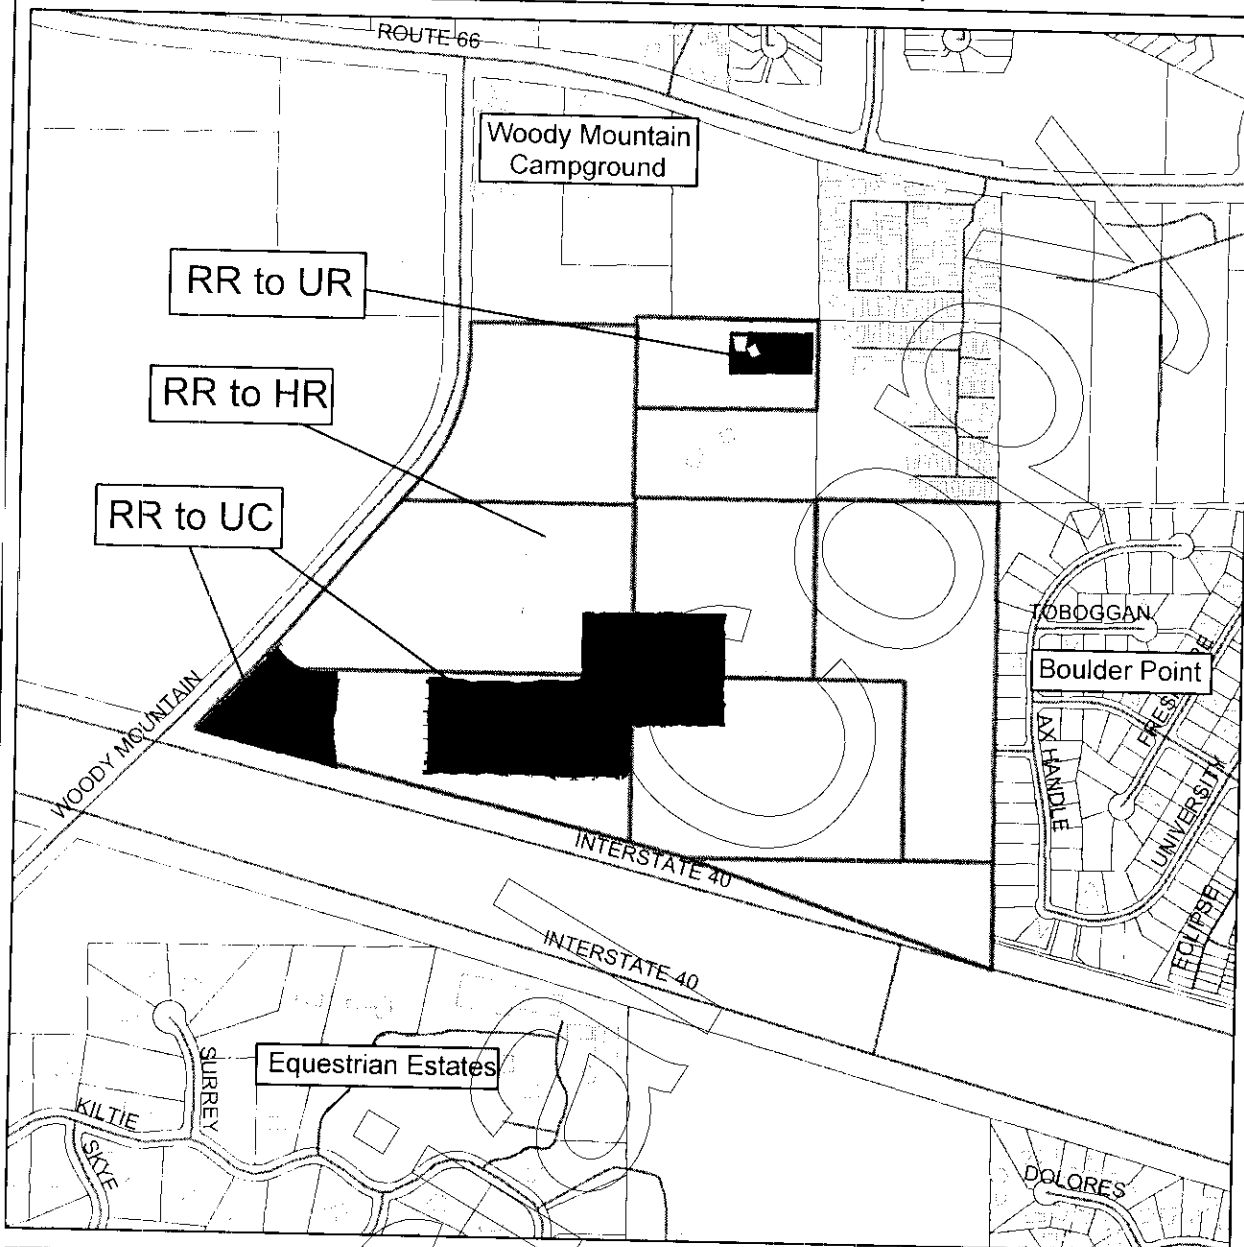 ROUTE 66
Woody Mountain
Campground
RR to UR
RR to HR
RR to UC
TOBOGGAN
Boulder Point
WOODY MOUNTAIN
AX HANDLE
UNIVERSITY
INTERSTATE 40
ECLIPSE
INTERSTATE 40
Equestrian Estates
SURREY
KILTIE
SKYE
DOLORES